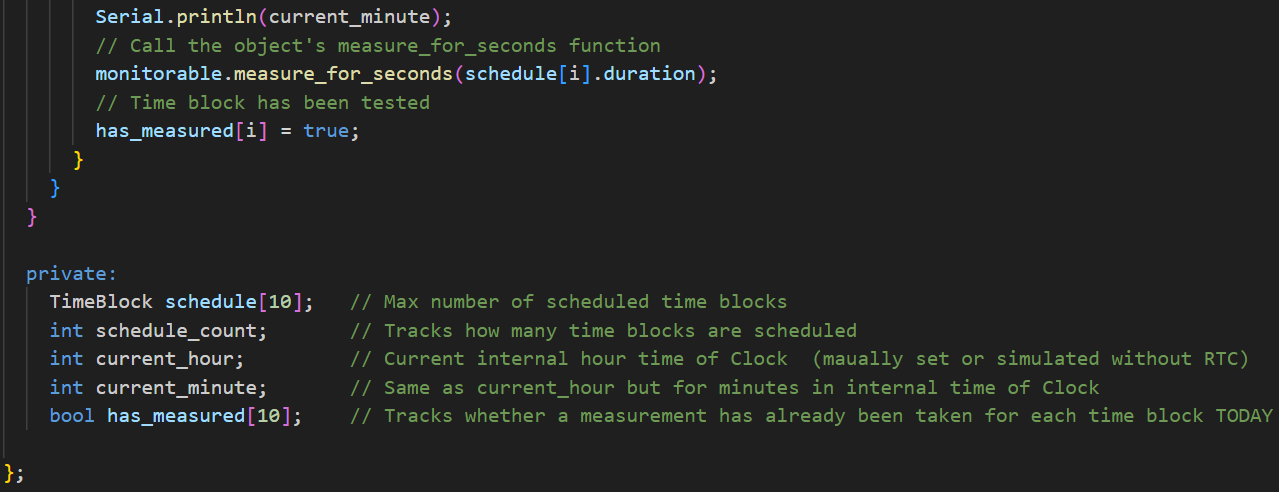 Serial.println(current_minute);
// Call the object's measure_for_seconds function
monitorable.measure_for_seconds(schedule[i].duration);
// Time block has been tested
has_measured[i] = true;
}
}
}
private:
TimeBlock schedule[10];   // Max number of scheduled time blocks
int schedule_count;       // Tracks how many time blocks are scheduled
int current_hour;         // Current internal hour time of Clock  (maually set or simulated without RTC)
int current_minute;       // Same as current_hour but for minutes in internal time of Clock
bool has_measured[10];    // Tracks whether a measurement has already been taken for each time block TODAY
};